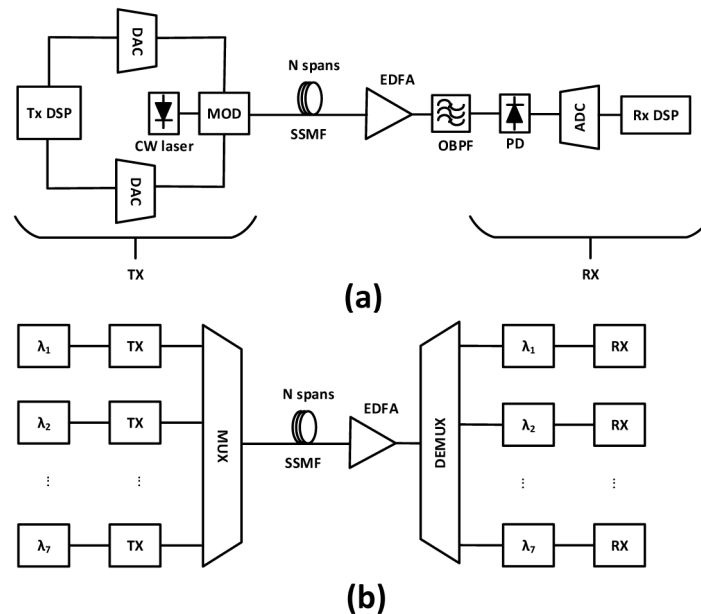 DAC
N spans
EDFA
Tx DSP
MOD
ADC
Rx DSP
CW laser
SSMF
OBPF
PD
DAC
TX
RX
(a)
λ1
TX
λ1
RX
N spans
EDFA
λ2
TX
MUX
DEMUX
λ2
RX
SSMF
⋮
⋮
⋮
⋮
λ7
TX
λ7
RX
(b)